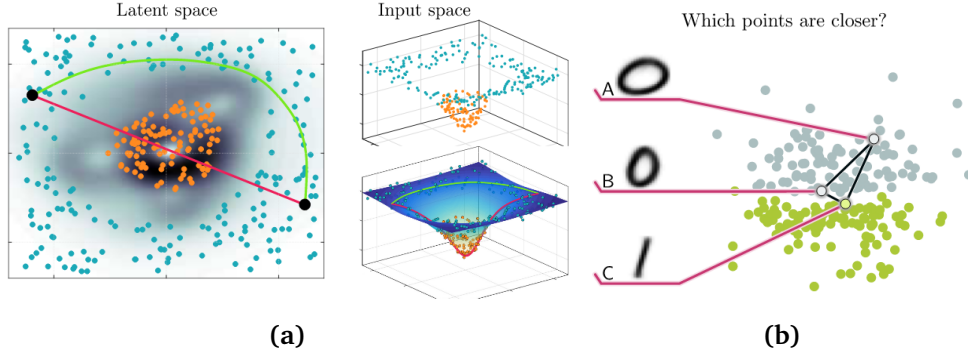 Latent space
Input space
Which points are closer?
A
B
C
(a)
(b)